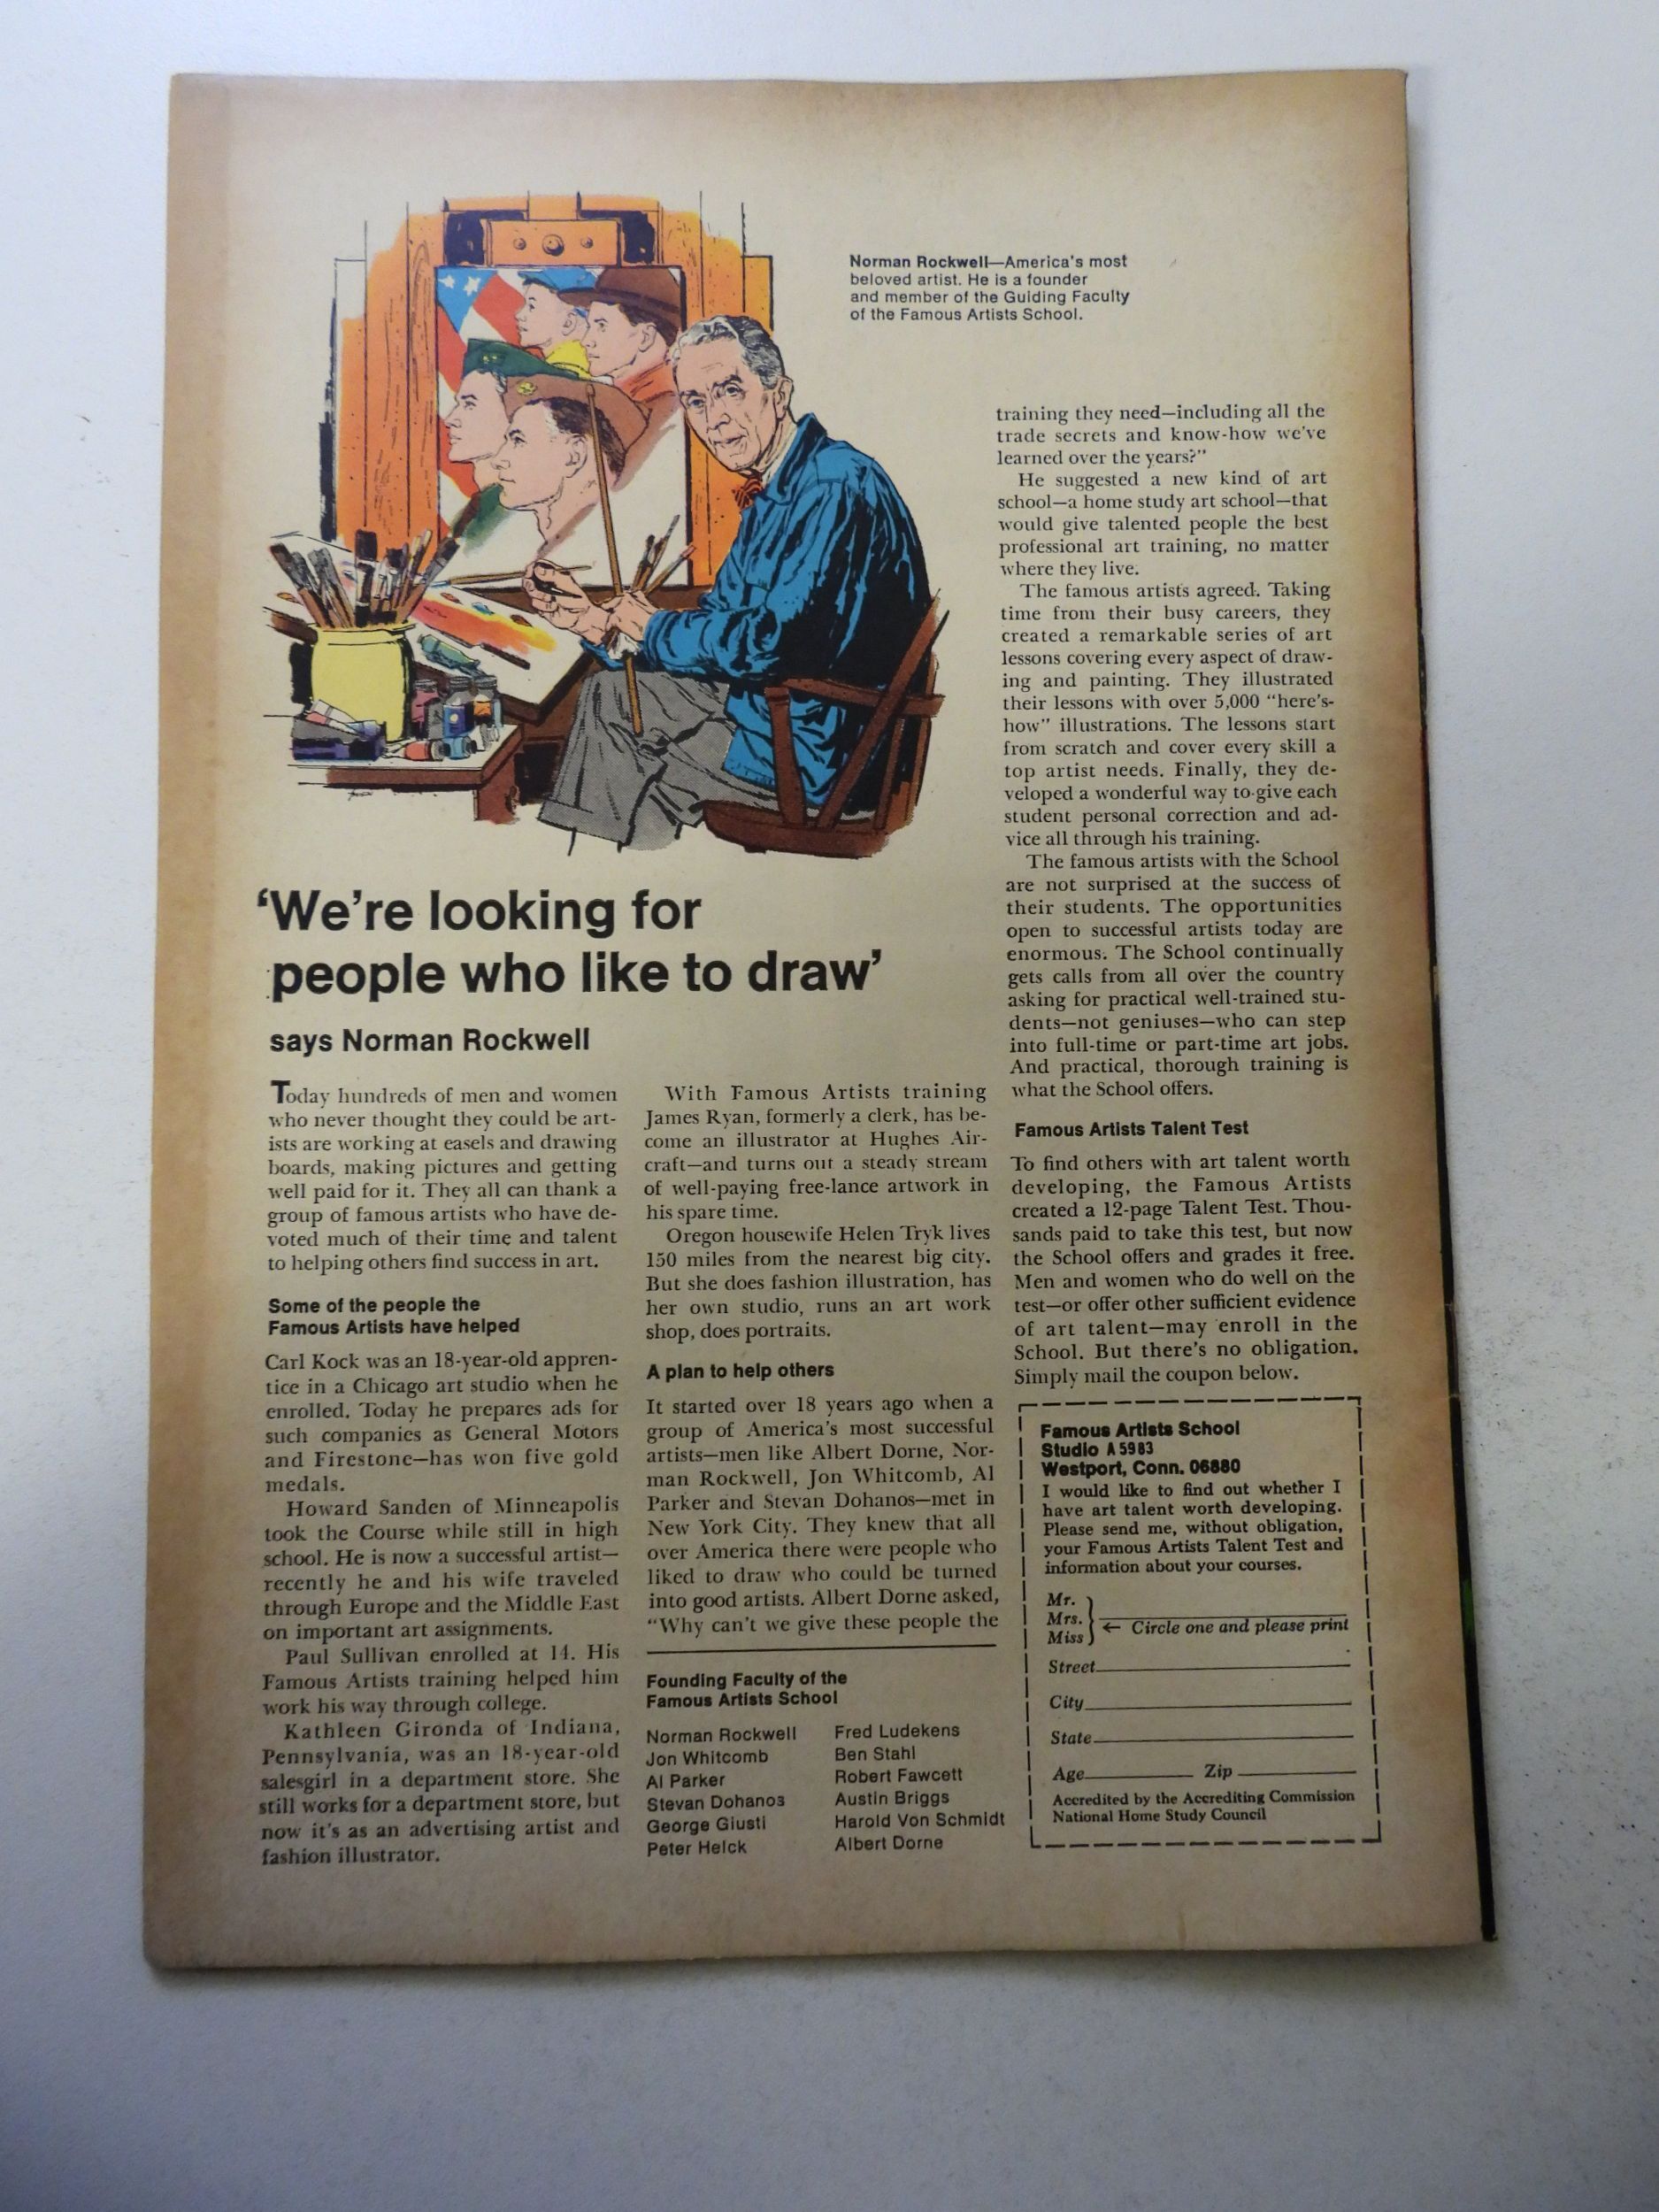 Norman Rockwell—America's most
beloved artist. He is a founder
and member of the Guiding Faculty
of the Famous Artists School.
'We're looking for
people who like to draw'
says Norman Rockwell
Today hundreds of men and women
who never thought they could be art-
ists are working at easels and drawing
boards, making pictures and getting
well paid for it. They all can thank a
group of famous artists who have de-
voted much of their time and talent
to helping others find success in art.
Some of the people the
Famous Artists have helped
Carl Kock was an 18-year-old appren-
tice in a Chicago art studio when he
enrolled. Today he prepares ads for
such companies as General Motors
and Firestone—has won five gold
medals.
Howard Sanden of Minneapolis
took the Course while still in high
school. He is now a successful artist—
recently he and his wife traveled
through Europe and the Middle East
on important art assignments.
Paul Sullivan enrolled at 14. His
Famous Artists training helped him
work his way through college.
Kathleen Gironda of Indiana,
Pennsylvania, was an 18-year-old
salesgirl in a department store. She
still works for a department store, but
now it's as an advertising artist and
fashion illustrator.
With Famous Artists training
James Ryan, formerly a clerk, has be-
come an illustrator at Hughes Air-
craft—and turns out a steady stream
of well-paying free-lance artwork in
his spare time.
Oregon housewife Helen Tryk lives
150 miles from the nearest big city.
But she does fashion illustration, has
her own studio, runs an art work
shop, does portraits.
A plan to help others
It started over 18 years ago when a
group of America's most successful
artists—men like Albert Dorne, Nor-
man Rockwell, Jon Whitcomb, Al
Parker and Stevan Dohanos—met in
New York City. They knew that all
over America there were people who
liked to draw who could be turned
into good artists. Albert Dorne asked,
"Why can't we give these people the
training they need—including all the
trade secrets and know-how we've
learned over the years?"
He suggested a new kind of art
school—a home study art school—that
would give talented people the best
professional art training, no matter
where they live.
The famous artists agreed. Taking
time from their busy careers, they
created a remarkable series of art
lessons covering every aspect of draw-
ing and painting. They illustrated
their lessons with over 5,000 "here's-
how" illustrations. The lessons start
from scratch and cover every skill a
top artist needs. Finally, they de-
veloped a wonderful way to give each
student personal correction and ad-
vice all through his training.
The famous artists with the School
are not surprised at the success of
their students. The opportunities
open to successful artists today are
enormous. The School continually
gets calls from all over the country
asking for practical well-trained stu-
dents—not geniuses—who can step
into full-time or part-time art jobs.
And practical, thorough training is
what the School offers.
Famous Artists Talent Test
To find others with art talent worth
developing, the Famous Artists
created a 12-page Talent Test. Thou-
sands paid to take this test, but now
the School offers and grades it free.
Men and women who do well on the
test—or offer other sufficient evidence
of art talent—may enroll in the
School. But there's no obligation.
Simply mail the coupon below.
Founding Faculty of the
Famous Artists School
Norman Rockwell
Jon Whitcomb
Al Parker
Stevan Dohanos
George Giusti
Peter Helck
Fred Ludekens
Ben Stahl
Robert Fawcett
Austin Briggs
Harold Von Schmidt
Albert Dorne
Famous Artists School
Studio A5983
Westport, Conn. 06880
I would like to find out whether I
have art talent worth developing.
Please send me, without obligation,
your Famous Artists Talent Test and
information about your courses.
Mr.
Mrs.
Miss
← Circle one and please print
Street
City
State
Age Zip
Accredited by the Accrediting Commission
National Home Study Council